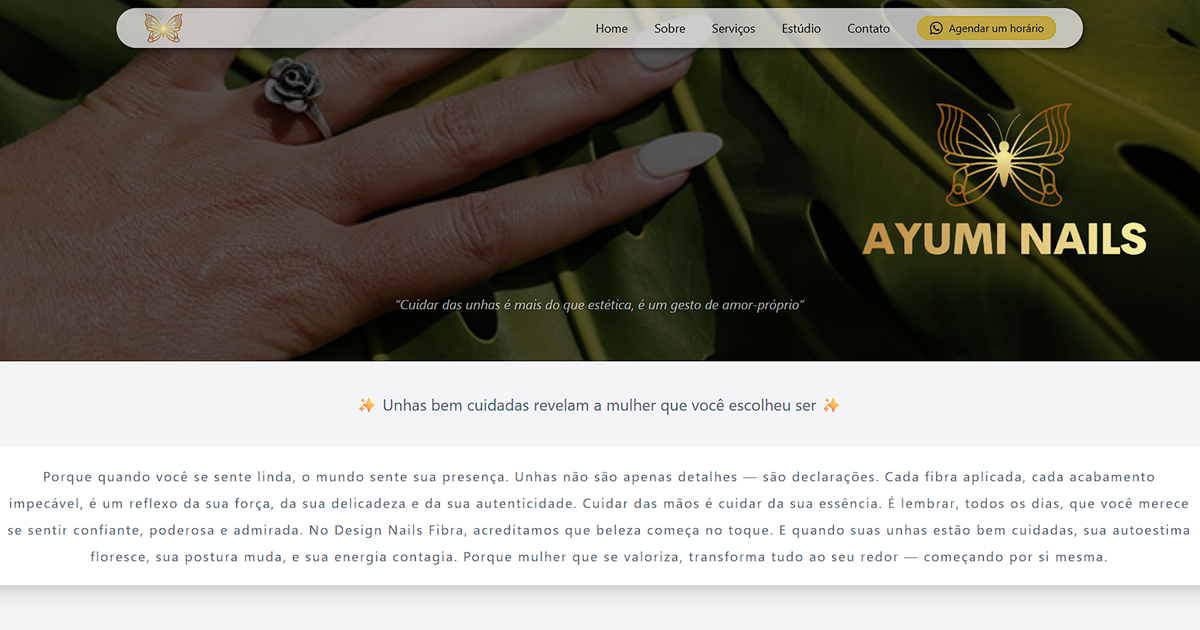 Home Sobre Serviços Estúdio Contato Agendar um horário
AYUMI NAILS
"Cuidar das unhas é mais do que estética, é um gesto de amor-próprio"
✨ Unhas bem cuidadas revelam a mulher que você escolheu ser ✨
Porque quando você se sente linda, o mundo sente sua presença. Unhas não são apenas detalhes — são declarações. Cada fibra aplicada, cada acabamento
impecável, é um reflexo da sua força, da sua delicadeza e da sua autenticidade. Cuidar das mãos é cuidar da sua essência. É lembrar, todos os dias, que você merece
se sentir confiante, poderosa e admirada. No Design Nails Fibra, acreditamos que beleza começa no toque. E quando suas unhas estão bem cuidadas, sua autoestima
floresce, sua postura muda, e sua energia contagia. Porque mulher que se valoriza, transforma tudo ao seu redor — começando por si mesma.